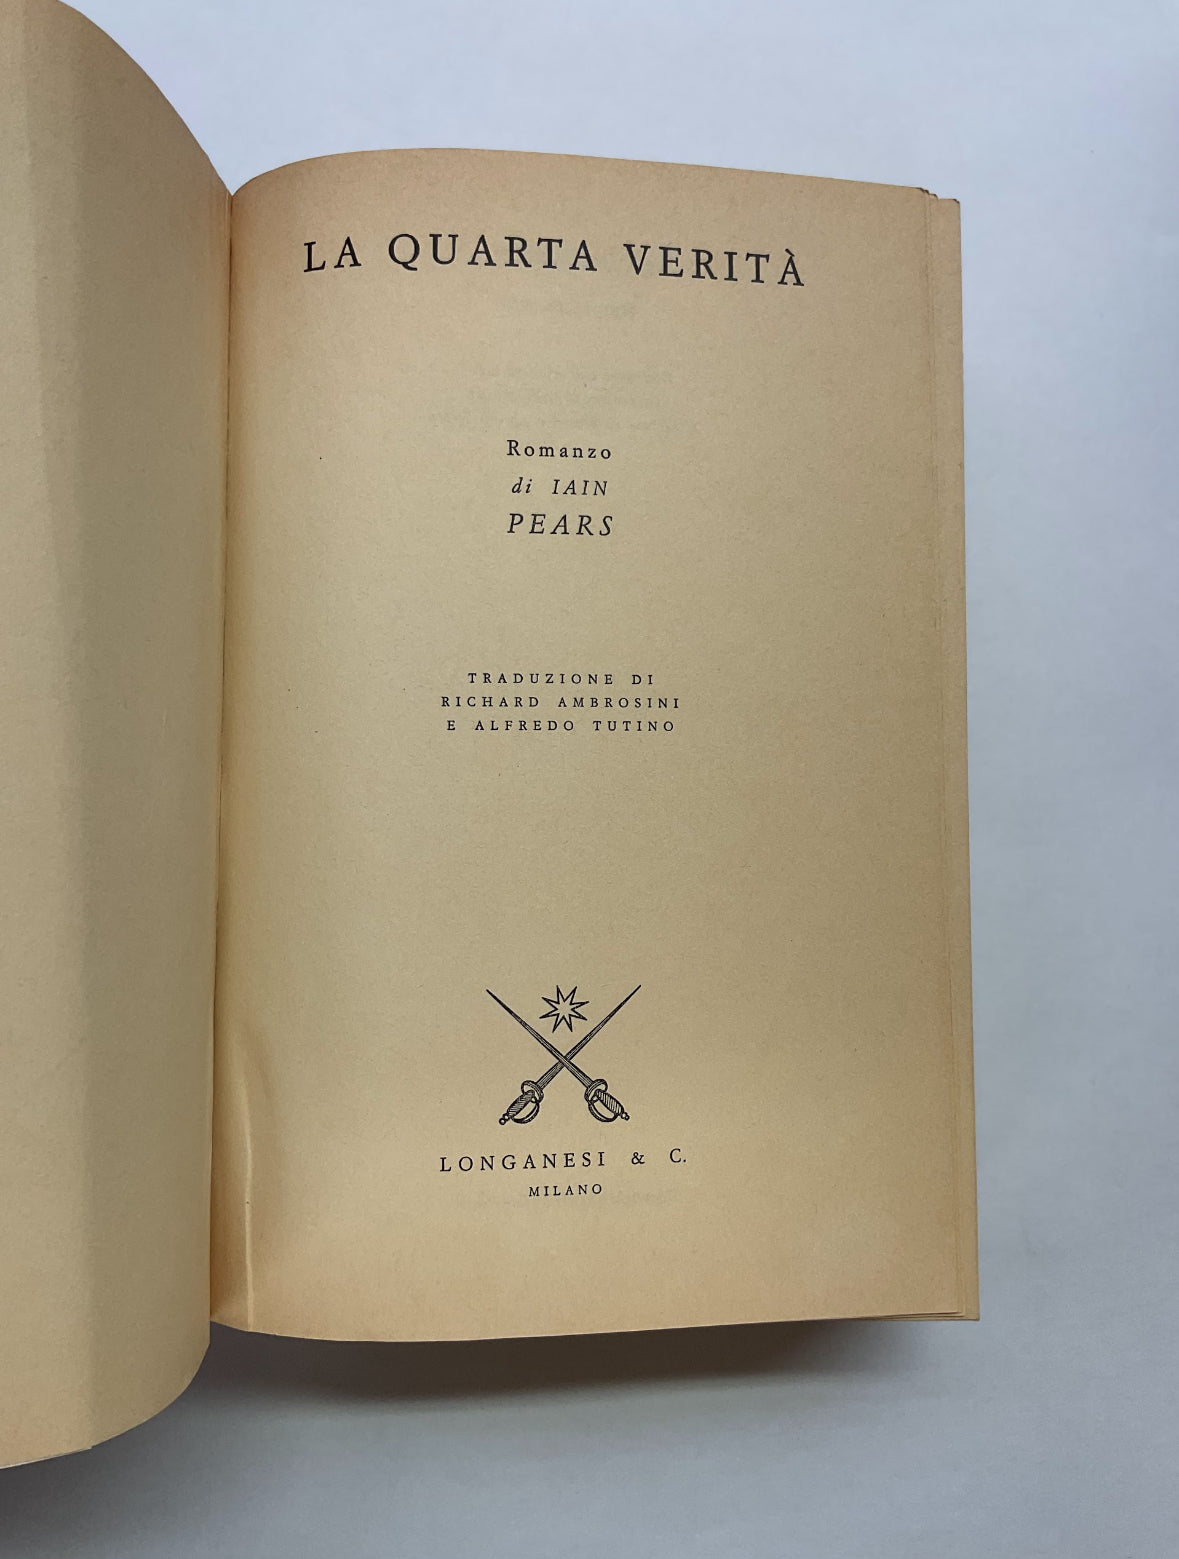 LA QUARTA VERITÀ
Romanzo
di IAIN
PEARS
TRADUZIONE DI
RICHARD AMBROSINI
E ALFREDO TUTINO
LONGANESI & C.
MILANO